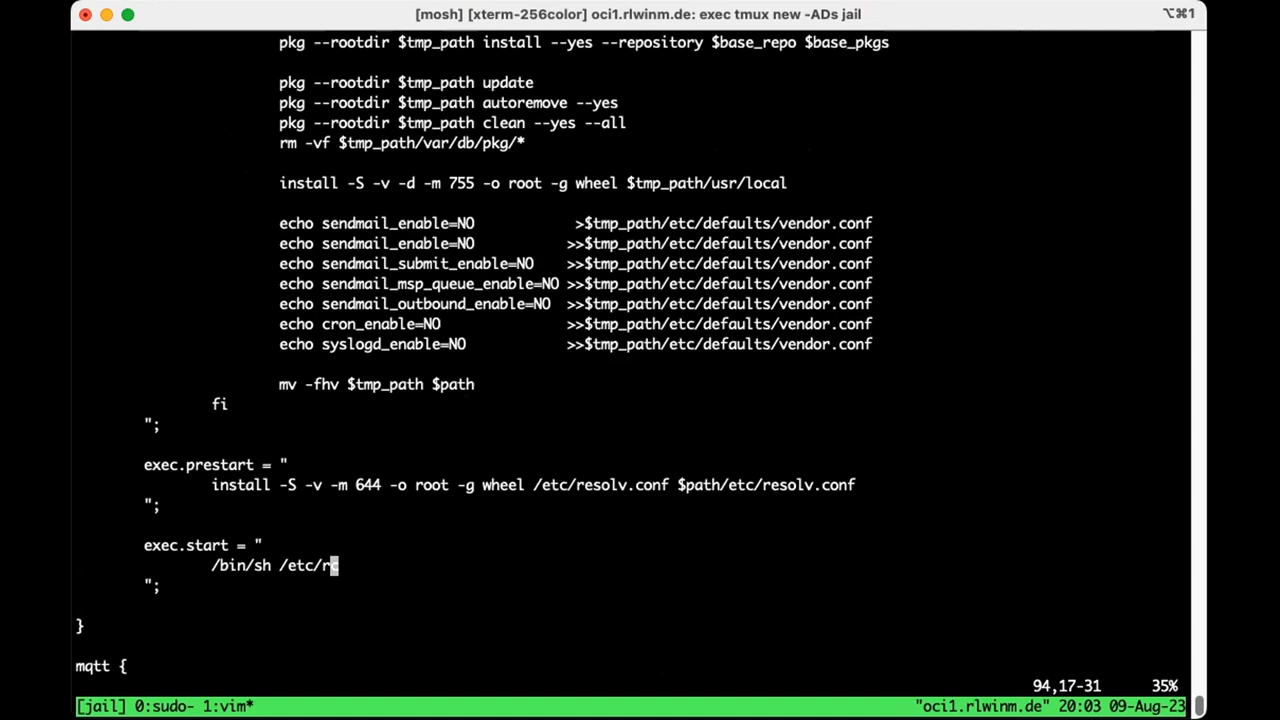 [mosh] [xterm-256color] oci1.rlwinm.de: exec tmux new -ADs jail
⌥⌘1
pkg --rootdir $tmp_path install --yes --repository $base_repo $base_pkgs
pkg --rootdir $tmp_path update
pkg --rootdir $tmp_path autoremove --yes
pkg --rootdir $tmp_path clean --yes --all
rm -vf $tmp_path/var/db/pkg/*
install -S -v -d -m 755 -o root -g wheel $tmp_path/usr/local
echo sendmail_enable=NO >$tmp_path/etc/defaults/vendor.conf
echo sendmail_enable=NO >>$tmp_path/etc/defaults/vendor.conf
echo sendmail_submit_enable=NO >>$tmp_path/etc/defaults/vendor.conf
echo sendmail_msp_queue_enable=NO >>$tmp_path/etc/defaults/vendor.conf
echo sendmail_outbound_enable=NO >>$tmp_path/etc/defaults/vendor.conf
echo cron_enable=NO >>$tmp_path/etc/defaults/vendor.conf
echo syslogd_enable=NO >>$tmp_path/etc/defaults/vendor.conf
mv -fhv $tmp_path $path
fi
";
exec.prestart = "
install -S -v -m 644 -o root -g wheel /etc/resolv.conf $path/etc/resolv.conf
";
exec.start = "
/bin/sh /etc/rc
";
}
mqtt {
94,17-31 35%
[jail] 0:sudo- 1:vim* "oci1.rlwinm.de" 20:03 09-Aug-23